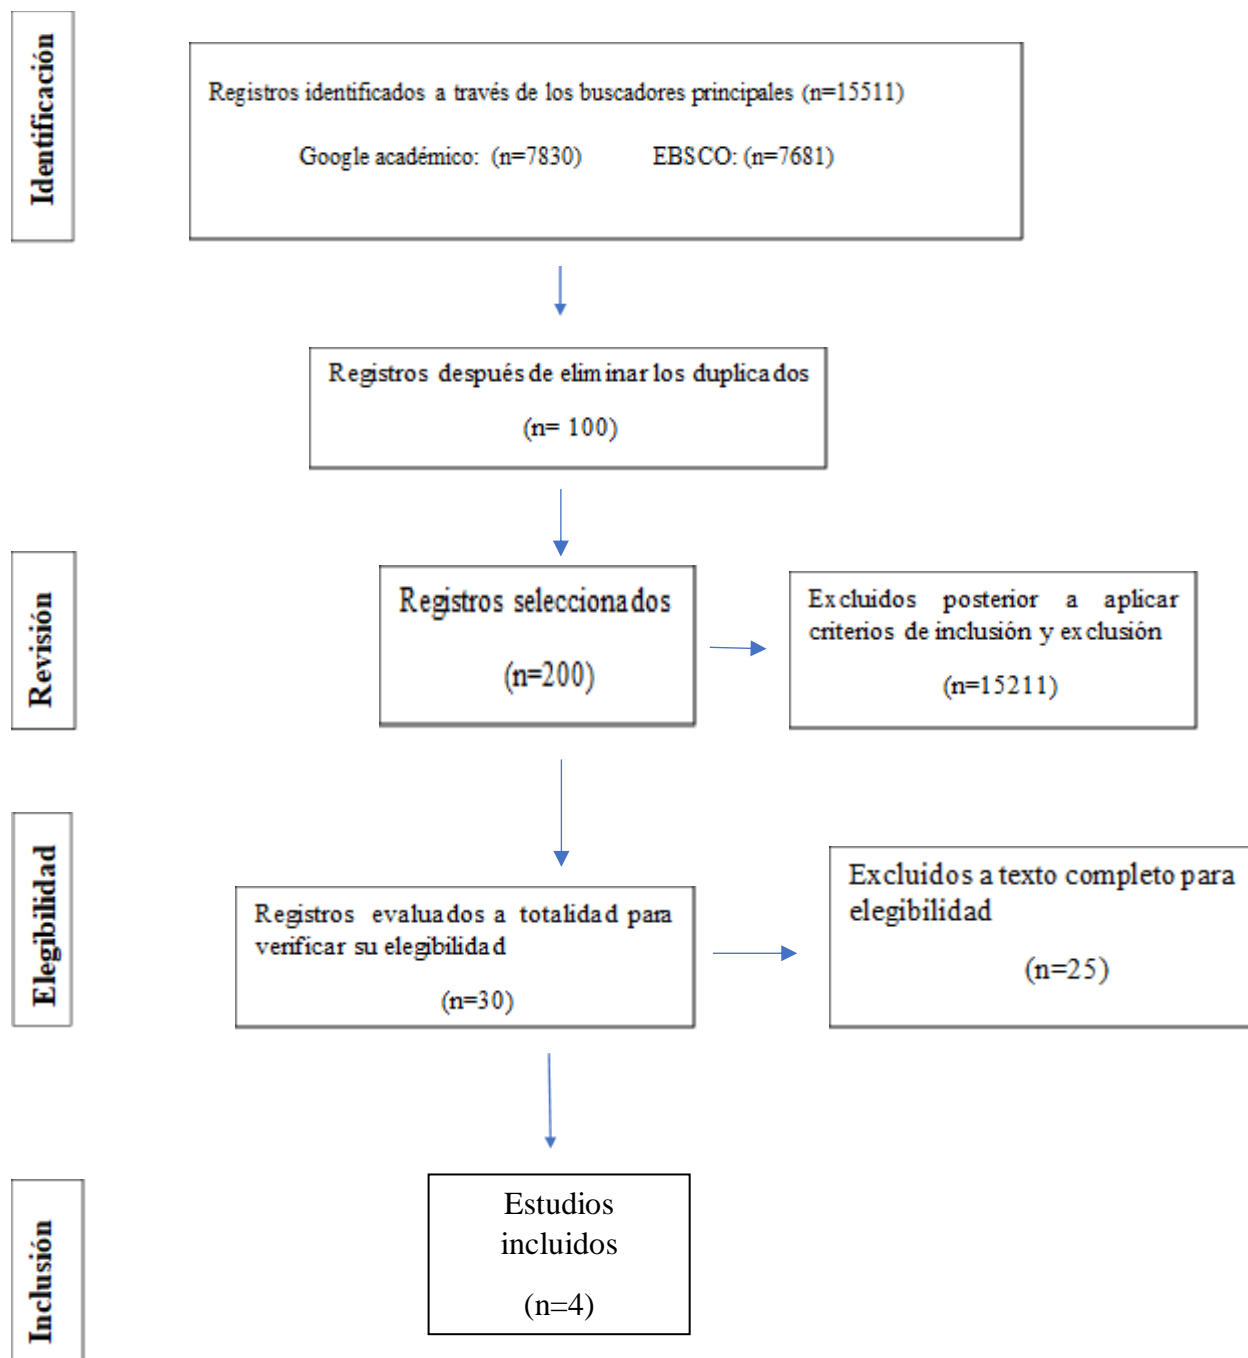 Identificación
Registros identificados a través de los buscadores principales (n=15511)
Google académico: (n=7830) EBSCO: (n=7681)
Registros después de eliminar los duplicados
(n= 100)
Revisión
Registros seleccionados
(n=200)
Excluidos posterior a aplicar
criterios de inclusión y exclusión
(n=15211)
Elegibilidad
Registros evaluados a totalidad para
verificar su elegibilidad
(n=30)
Excluidos a texto completo para
elegibilidad
(n=25)
Inclusión
Estudios
incluidos
(n=4)